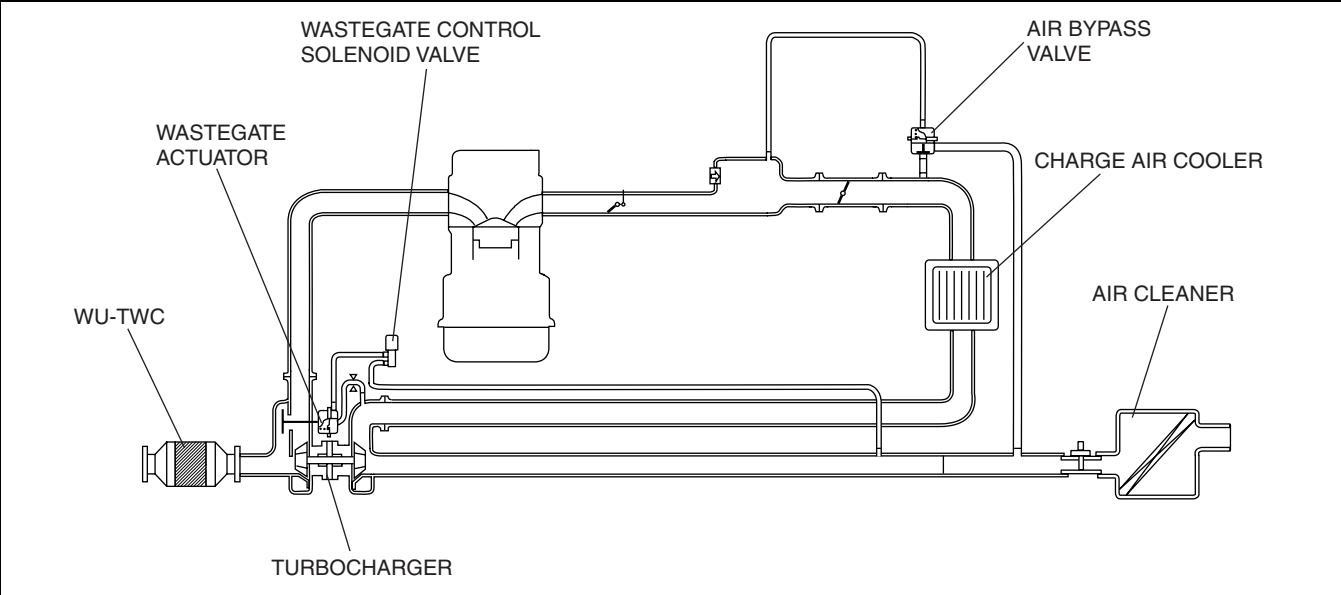 WASTEGATE CONTROL
SOLENOID VALVE
AIR BYPASS
VALVE
WASTEGATE
ACTUATOR
CHARGE AIR COOLER
WU-TWC
AIR CLEANER
TURBOCHARGER